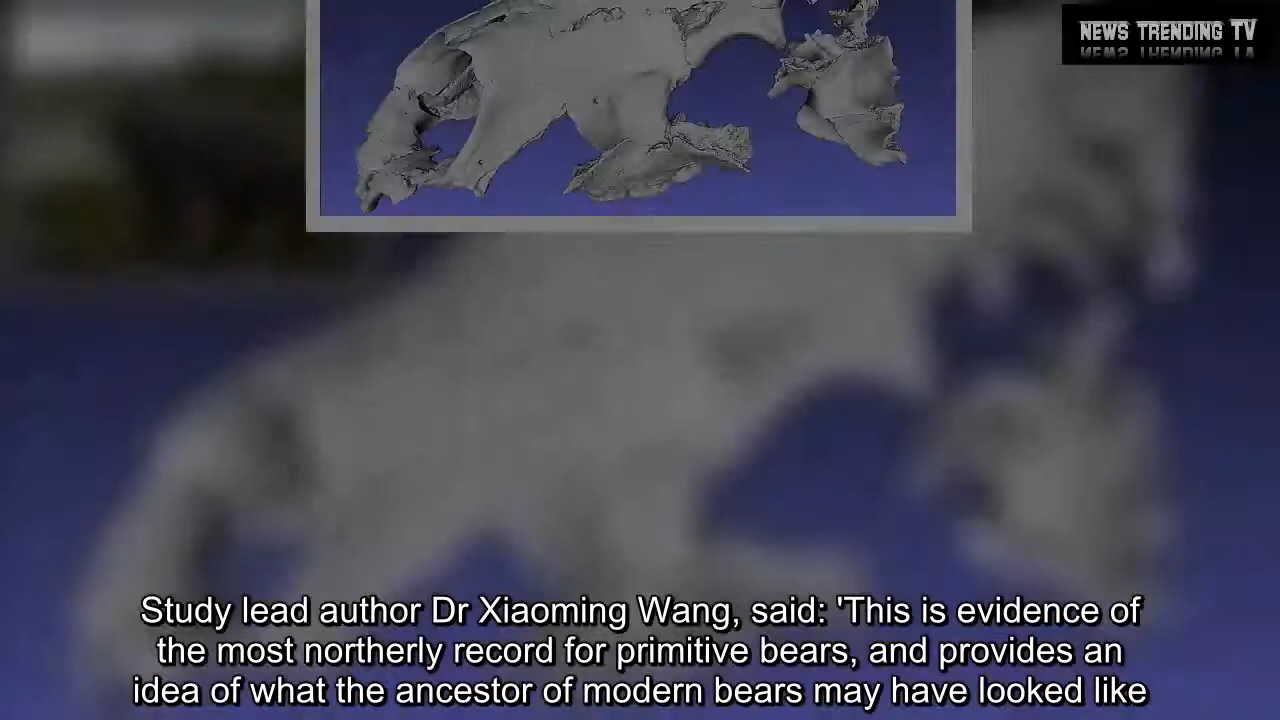 NEWS TRENDING TV
Study lead author Dr Xiaoming Wang, said: 'This is evidence of
the most northerly record for primitive bears, and provides an
idea of what the ancestor of modern bears may have looked like